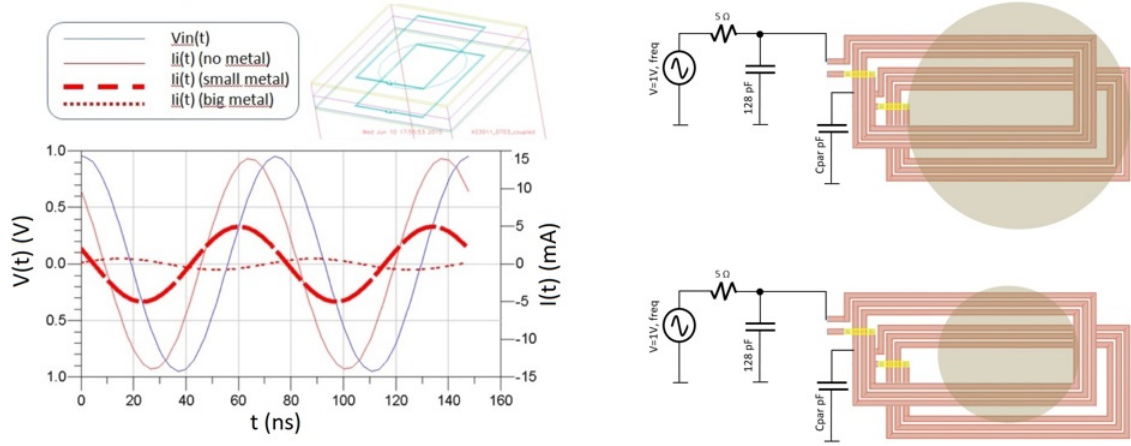 Vin(t)
Ii(t) (no metal)
Ii(t) (small metal)
Ii(t) (big metal)
V(t) (V)
1.0
0.5
0.0
0.5
1.0
15
10
5
0
-5
-10
-15
I(t) (mA)
0 20 40 60 80 100 120 140 160
t (ns)
5 Ω
V=1V, freq
128 pF
Cpar pF
5 Ω
V=1V, freq
128 pF
Cpar pF